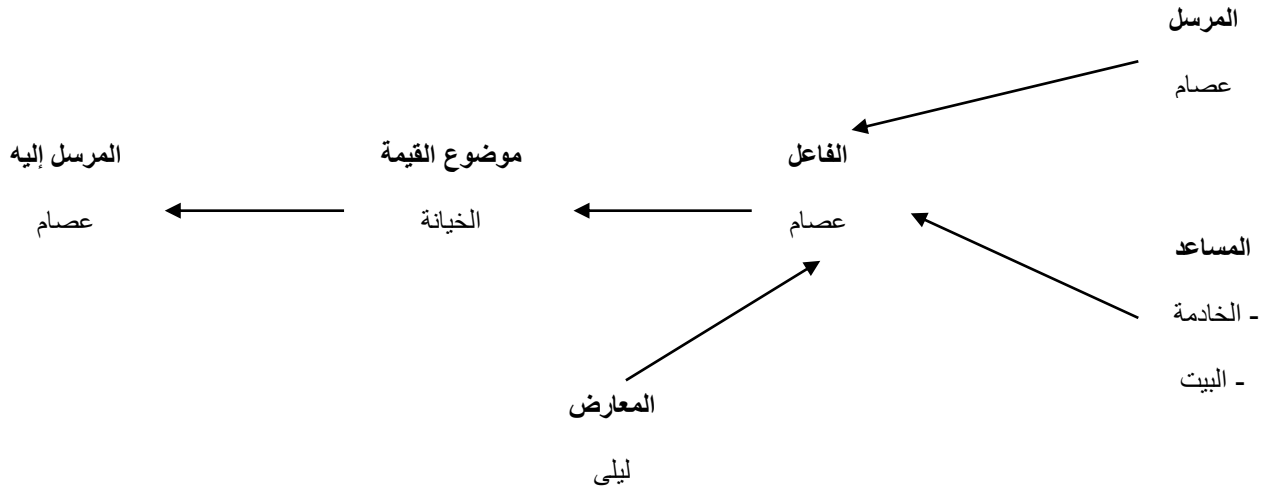 المرسل
عصام
الفاعل
عصام
موضوع القيمة
الخيانة
المرسل إليه
عصام
المساعد
- الخادمة
- البيت
المعارض
ليلى